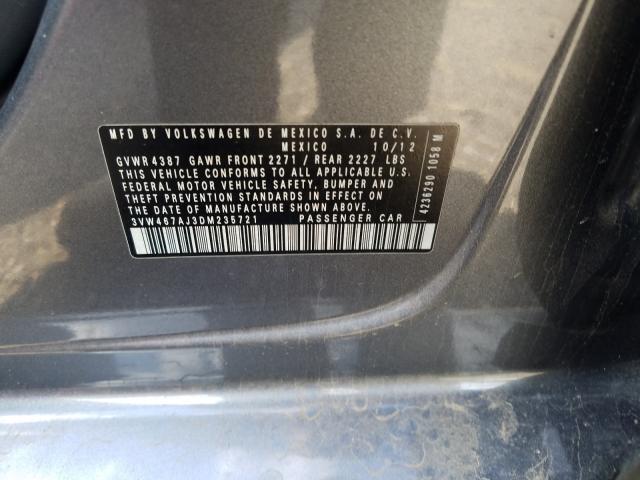 MFD BY VOLKSWAGEN DE MEXICO S.A. DE C.V.
MEXICO 10/12
GVWR 4387 GAWR FRONT 2271 / REAR 2227 LBS
THIS VEHICLE CONFORMS TO ALL APPLICABLE U.S.
FEDERAL MOTOR VEHICLE SAFETY, BUMPER AND
THEFT PREVENTION STANDARDS IN EFFECT ON
THE DATE OF MANUFACTURE SHOWN ABOVE.
3VW467AJ3DM235721 PASSENGER CAR
4236290 1058 M